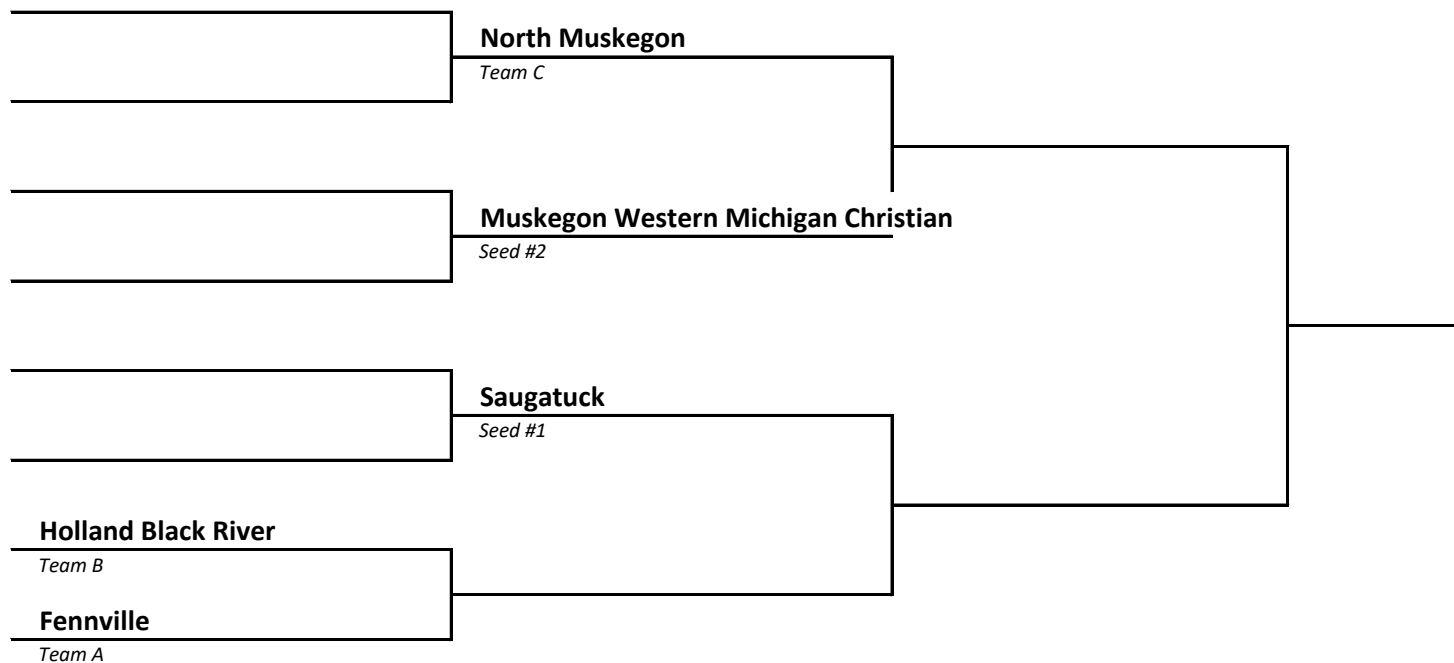 North Muskegon
Team C
Muskegon Western Michigan Christian
Seed #2
Saugatuck
Seed #1
Holland Black River
Team B
Fennville
Team A